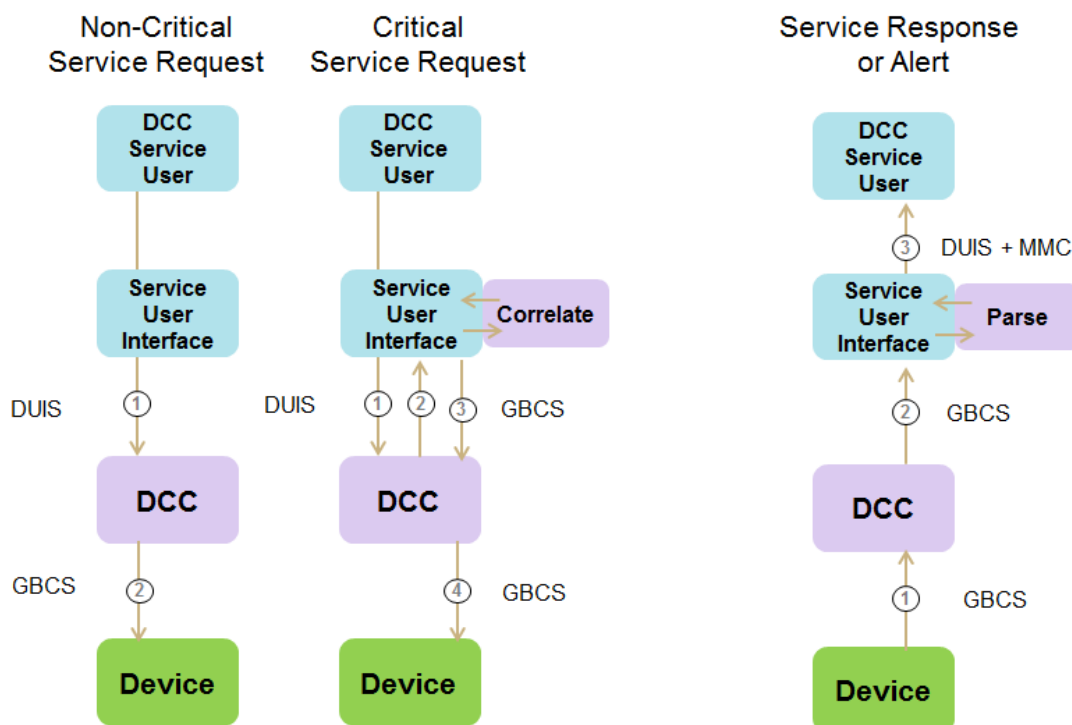 Non-Critical
Service Request
Critical
Service Request
Service Response
or Alert
DCC
Service
User
DCC
Service
User
DCC
Service
User
3
DUIS + MMC
Service
User
Interface
Service
User
Interface
Correlate
Service
User
Interface
Parse
DUIS
1
DUIS
1
2
3
GBCS
2
GBCS
DCC
DCC
DCC
GBCS
2
4
GBCS
1
GBCS
Device
Device
Device